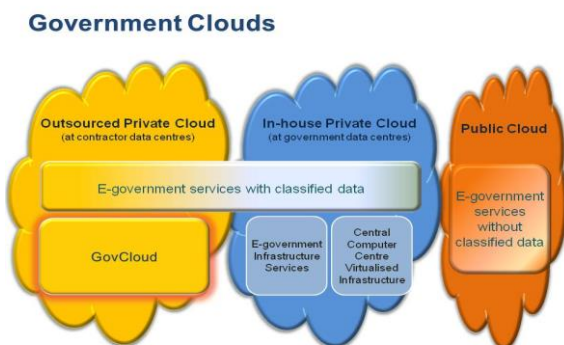 Government Clouds
Outsourced Private Cloud
(at contractor data centres)
In-house Private Cloud
(at government data centres)
Public Cloud
E-government services with classified data
E-government
services
without
classified data
GovCloud
E-government
Infrastructure
Services
Central
Computer
Centre
Virtualised
Infrastructure